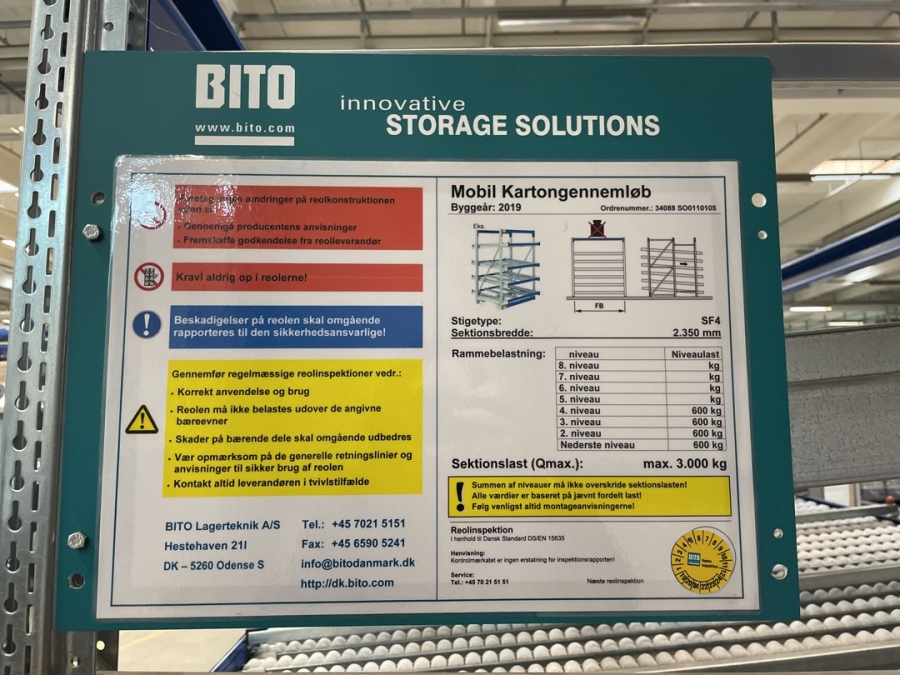 BITO
www.bito.com
innovative
STORAGE SOLUTIONS
ændringer på reolkonstruktionen
Gennemgå producentens anvisninger
Fremskaffe godkendelse fra reolleverandør
Kravl aldrig op i reolerne!
Beskadigelser på reolen skal omgående
rapporteres til den sikkerhedsansvarlige!
Gennemfør regelmæssige reolinspektioner vedr.:
Korrekt anvendelse og brug
Reolen må ikke belastes udover de angivne
bæreevner
Skader på bærende dele skal omgående udbedres
Vær opmærksom på de generelle retningslinier og
anvisninger til sikker brug af reolen
Kontakt altid leverandøren i tvivlstilfælde
BITO Lagerteknik A/S
Hestehaven 21I
DK – 5260 Odense S
Tel.: +45 7021 5151
Fax: +45 6590 5241
info@bitodanmark.dk
http://dk.bito.com
Mobil Kartongennemløb
Byggeår: 2019 Ordrenummer.: 34088 SO0110105
Eks.
FB
Stigetype: SF4
Sektionsbredde: 2.350 mm
Rammebelastning:
niveau Niveaulast
8. niveau kg
7. niveau kg
6. niveau kg
5. niveau kg
4. niveau 600 kg
3. niveau 600 kg
2. niveau 600 kg
Nederste niveau 600 kg
Sektionslast (Qmax.): max. 3.000 kg
Summen af niveauer må ikke overskride sektionslasten!
Alle værdier er baseret på jævnt fordelt last!
Følg venligst altid montageanvisningerne!
Reolinspektion
I henhold til Dansk Standard DS/EN 15635
Henvisning:
Kontrolmærkatet er ingen erstatning for inspektionsrapporten!
Service:
Tel.: +45 70 21 51 51
Næste reolinspektion
BITO